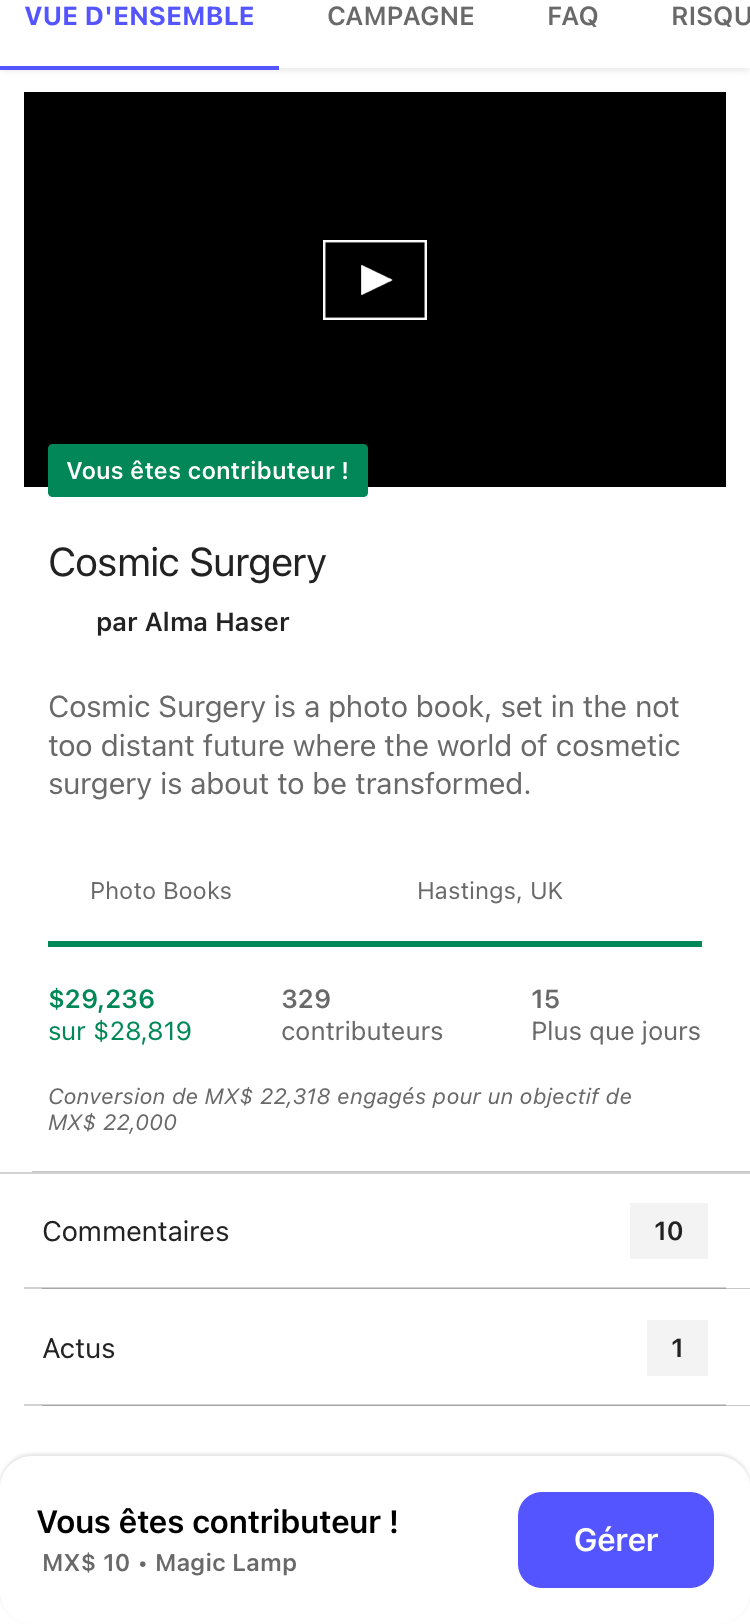 VUE D'ENSEMBLE CAMPAGNE FAQ RISQU
Vous êtes contributeur !
Cosmic Surgery
par Alma Haser
Cosmic Surgery is a photo book, set in the not
too distant future where the world of cosmetic
surgery is about to be transformed.
Photo Books Hastings, UK
$29,236 329 15
sur $28,819 contributeurs Plus que jours
Conversion de MX$ 22,318 engagés pour un objectif de
MX$ 22,000
Commentaires 10
Actus 1
Vous êtes contributeur !
MX$ 10 • Magic Lamp
Gérer